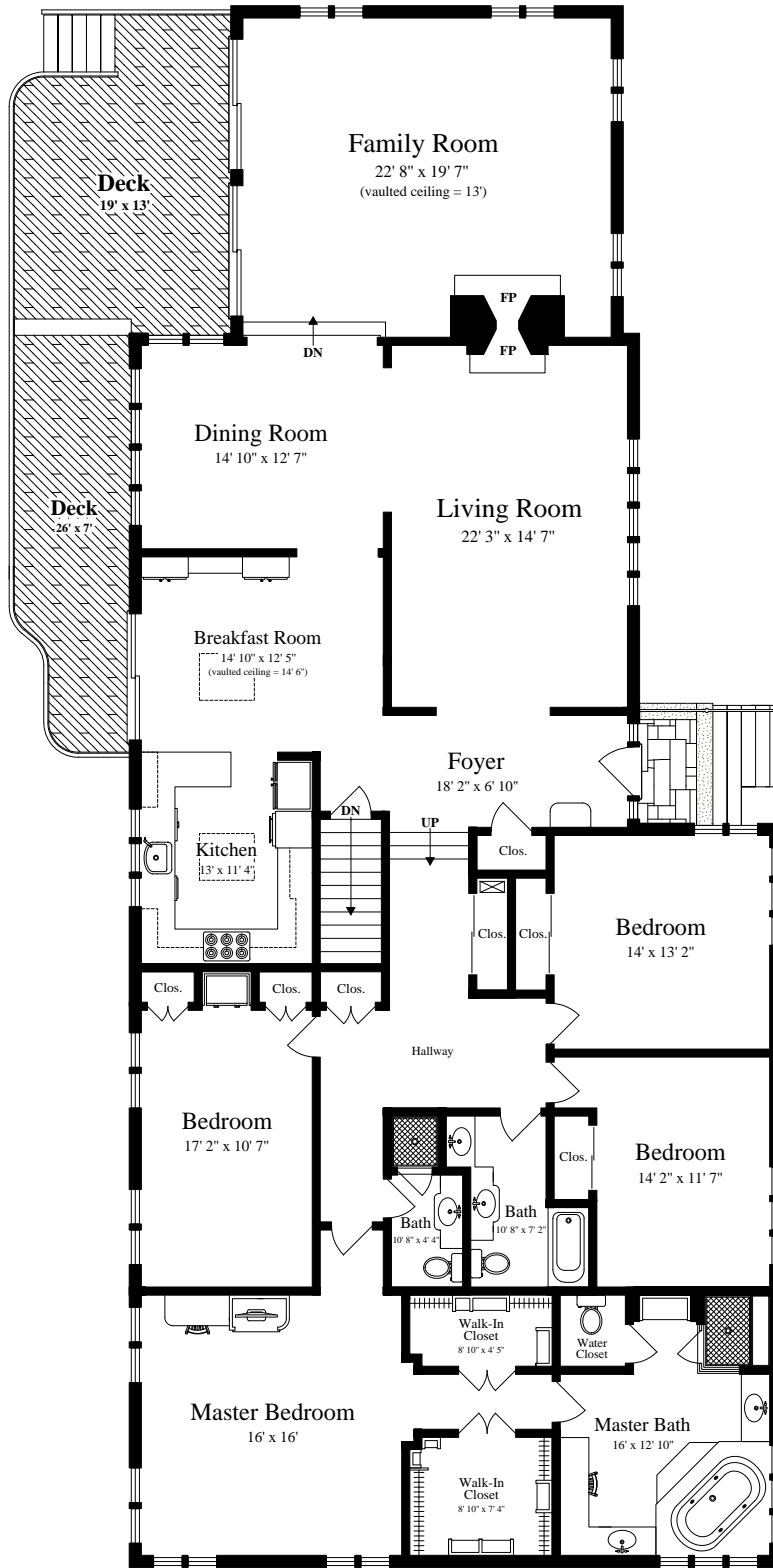 Family Room
22' 8" x 19' 7"
(vaulted ceiling = 13')
Deck
19' x 13'
FP
FP
DN
Dining Room
14' 10" x 12' 7"
Living Room
22' 3" x 14' 7"
Deck
26' x 7'
Breakfast Room
14' 10" x 12' 5"
(vaulted ceiling = 14' 6")
Foyer
18' 2" x 6' 10"
DN
UP
Kitchen
13' x 11' 4"
Clos.
Bedroom
14' x 13' 2"
Clos.
Clos.
Clos.
Clos.
Clos.
Hallway
Bedroom
17' 2" x 10' 7"
Bedroom
14' 2" x 11' 7"
Clos.
Bath
10' 8" x 4' 4"
Bath
10' 8" x 7' 2"
Walk-In
Closet
8' 10" x 4' 5"
Water
Closet
Master Bedroom
16' x 16'
Master Bath
16' x 12' 10"
Walk-In
Closet
8' 10" x 7' 4"